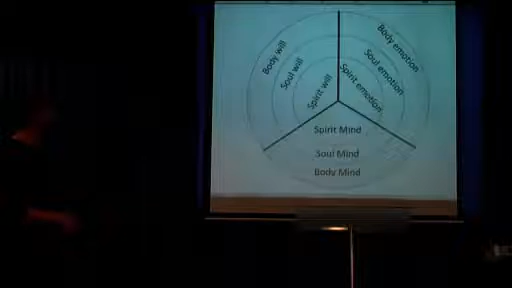 Body will
Soul will
Spirit will
Body emotion
Soul emotion
Spirit emotion
Spirit Mind
Soul Mind
Body Mind